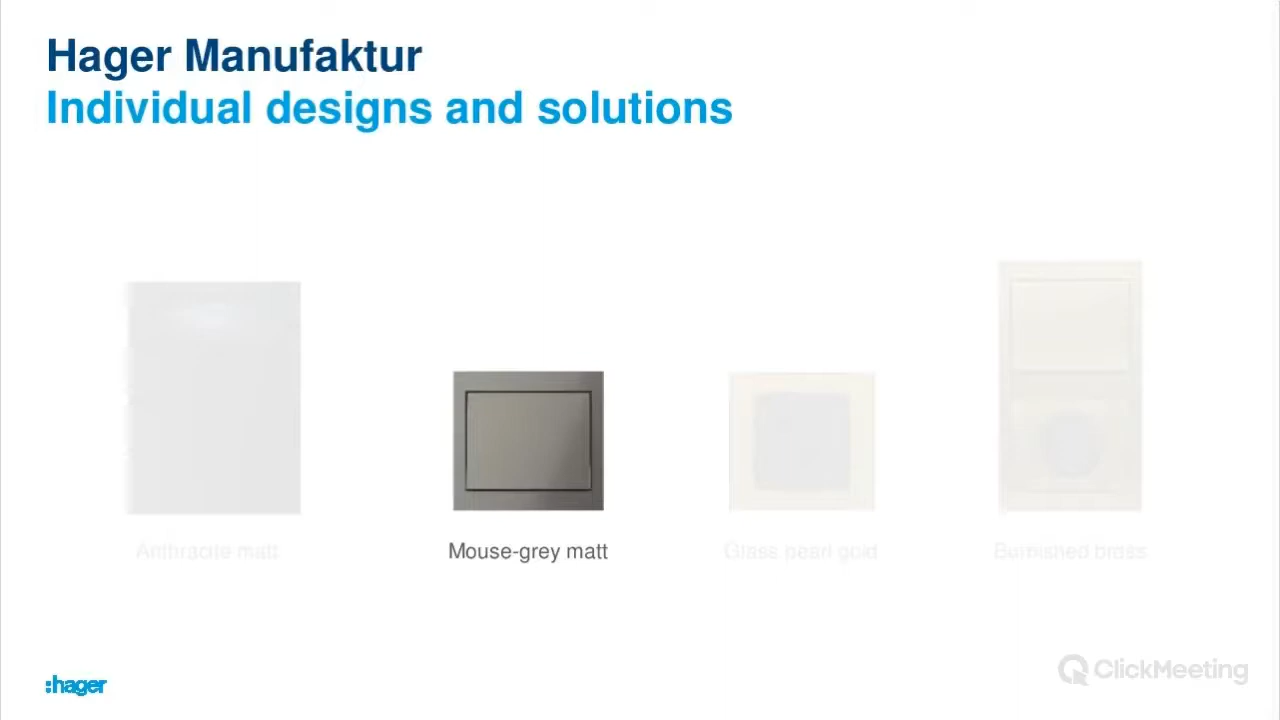 Hager Manufaktur
Individual designs and solutions
Anthracite matt
Mouse-grey matt
Glass pearl gold
Burnished brass
:hager
ClickMeeting